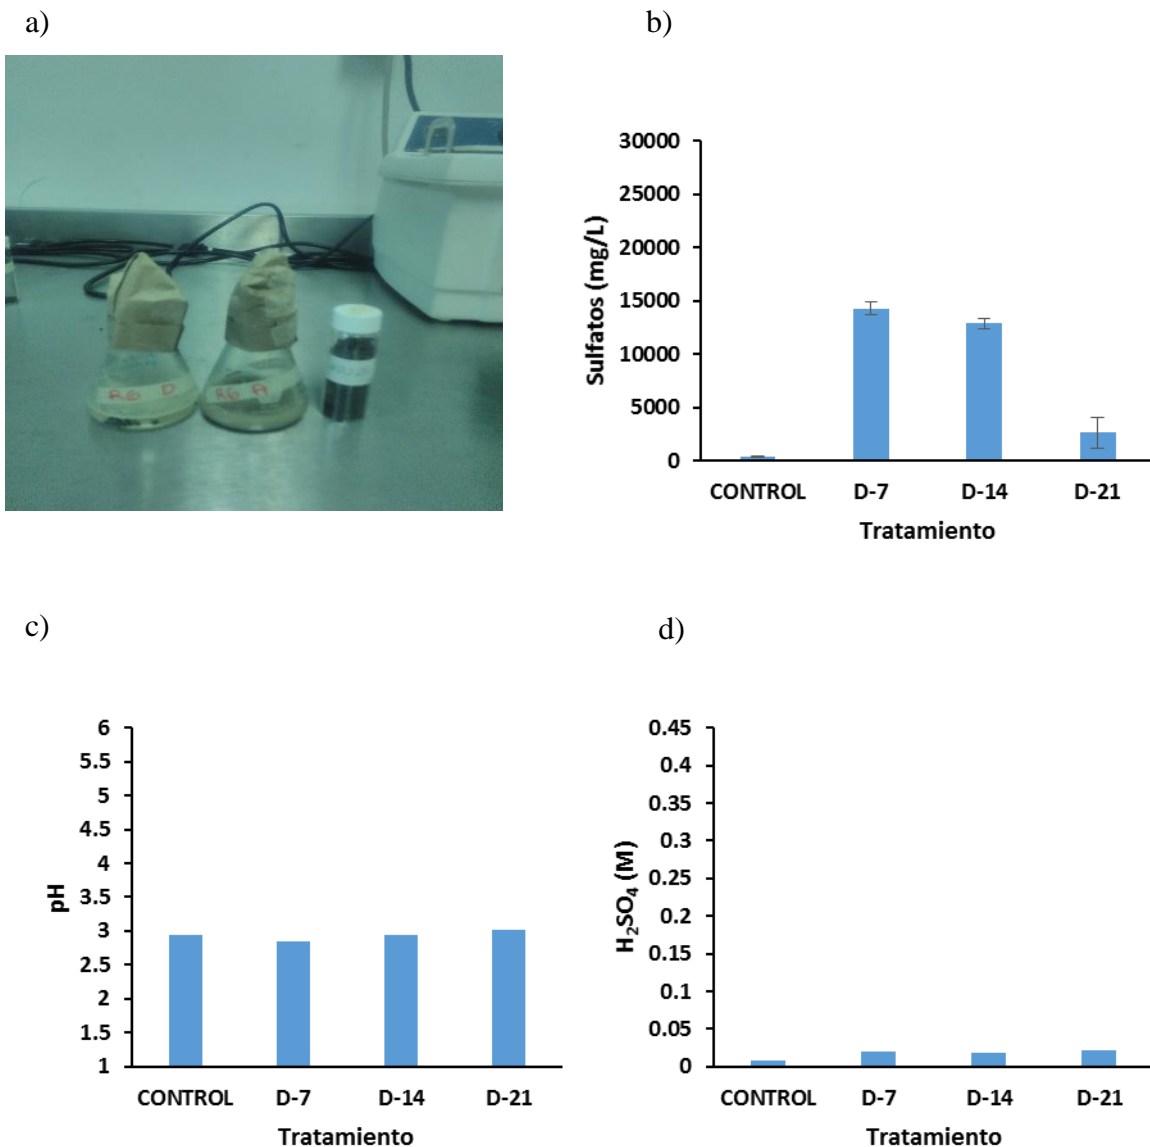 a)
b)
R6 D
R6 A
30000
25000
20000
15000
10000
5000
0
Sulfatos (mg/L)
CONTROL D-7 D-14 D-21
Tratamiento
c)
d)
6
5.5
5
4.5
4
3.5
3
2.5
2
1.5
1
pH
CONTROL D-7 D-14 D-21
Tratamiento
0.45
0.4
0.35
0.3
0.25
0.2
0.15
0.1
0.05
0
H₂SO₄ (M)
CONTROL D-7 D-14 D-21
Tratamiento